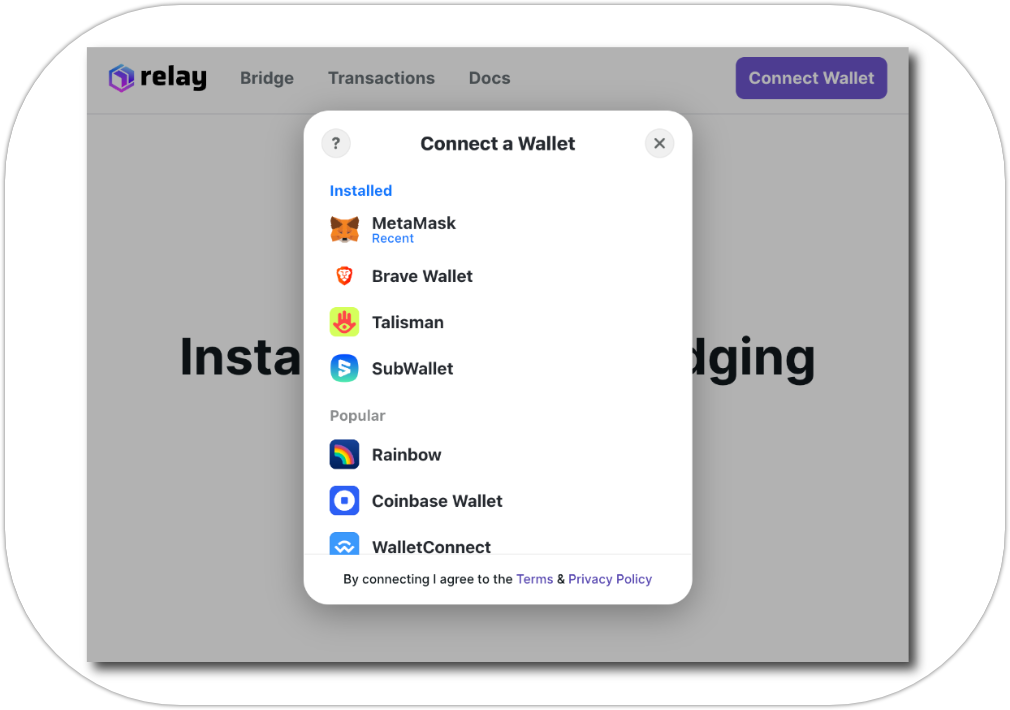 relay Bridge Transactions Docs Connect Wallet
? Connect a Wallet ×
Installed
MetaMask
Recent
Brave Wallet
Talisman
SubWallet
Insta dging
Popular
Rainbow
Coinbase Wallet
WalletConnect
By connecting I agree to the Terms & Privacy Policy